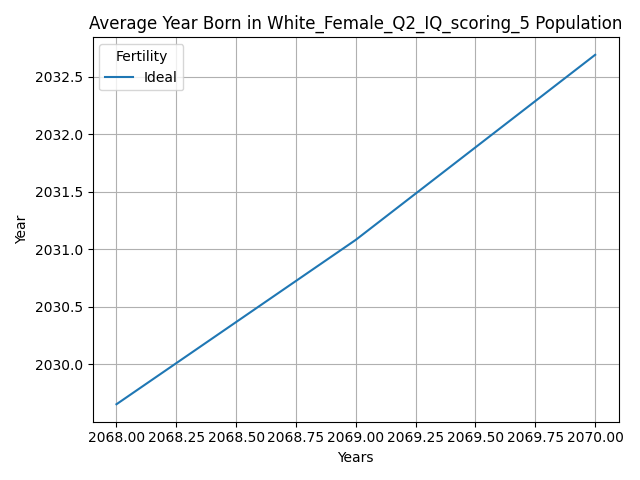 Average Year Born in White_Female_Q2_IQ_scoring_5 Population
Fertility
Ideal
2032.5
2032.0
2031.5
2031.0
2030.5
2030.0
Year
2068.00 2068.25 2068.50 2068.75 2069.00 2069.25 2069.50 2069.75 2070.00
Years